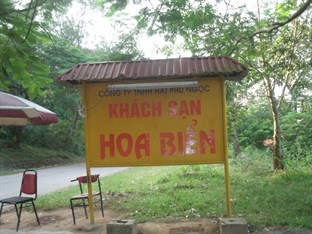 CÔNG TY TNHH HẢI PHÚ NGỌC
KHÁCH SẠN
HOA BIỂN